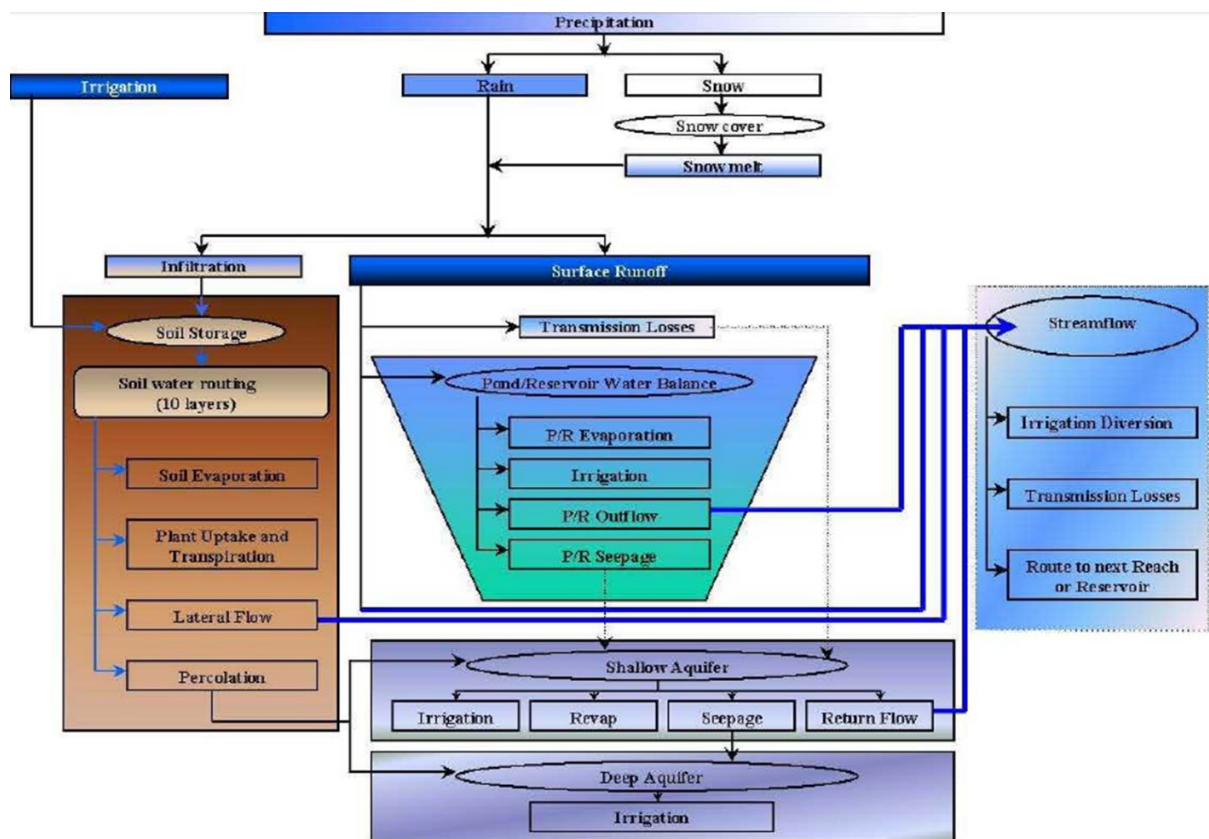 Precipitation
Irrigation
Rain
Snow
Snow cover
Snow melt
Infiltration
Surface Runoff
Soil Storage
Transmission Losses
Streamflow
Soil water routing
(10 layers)
Pond/Reservoir Water Balance
P/R Evaporation
Irrigation Diversion
Soil Evaporation
Irrigation
P/R Outflow
Transmission Losses
Plant Uptake and
Transpiration
P/R Seepage
Route to next Reach
or Reservoir
Lateral Flow
Percolation
Shallow Aquifer
Irrigation
Revap
Seepage
Return Flow
Deep Aquifer
Irrigation